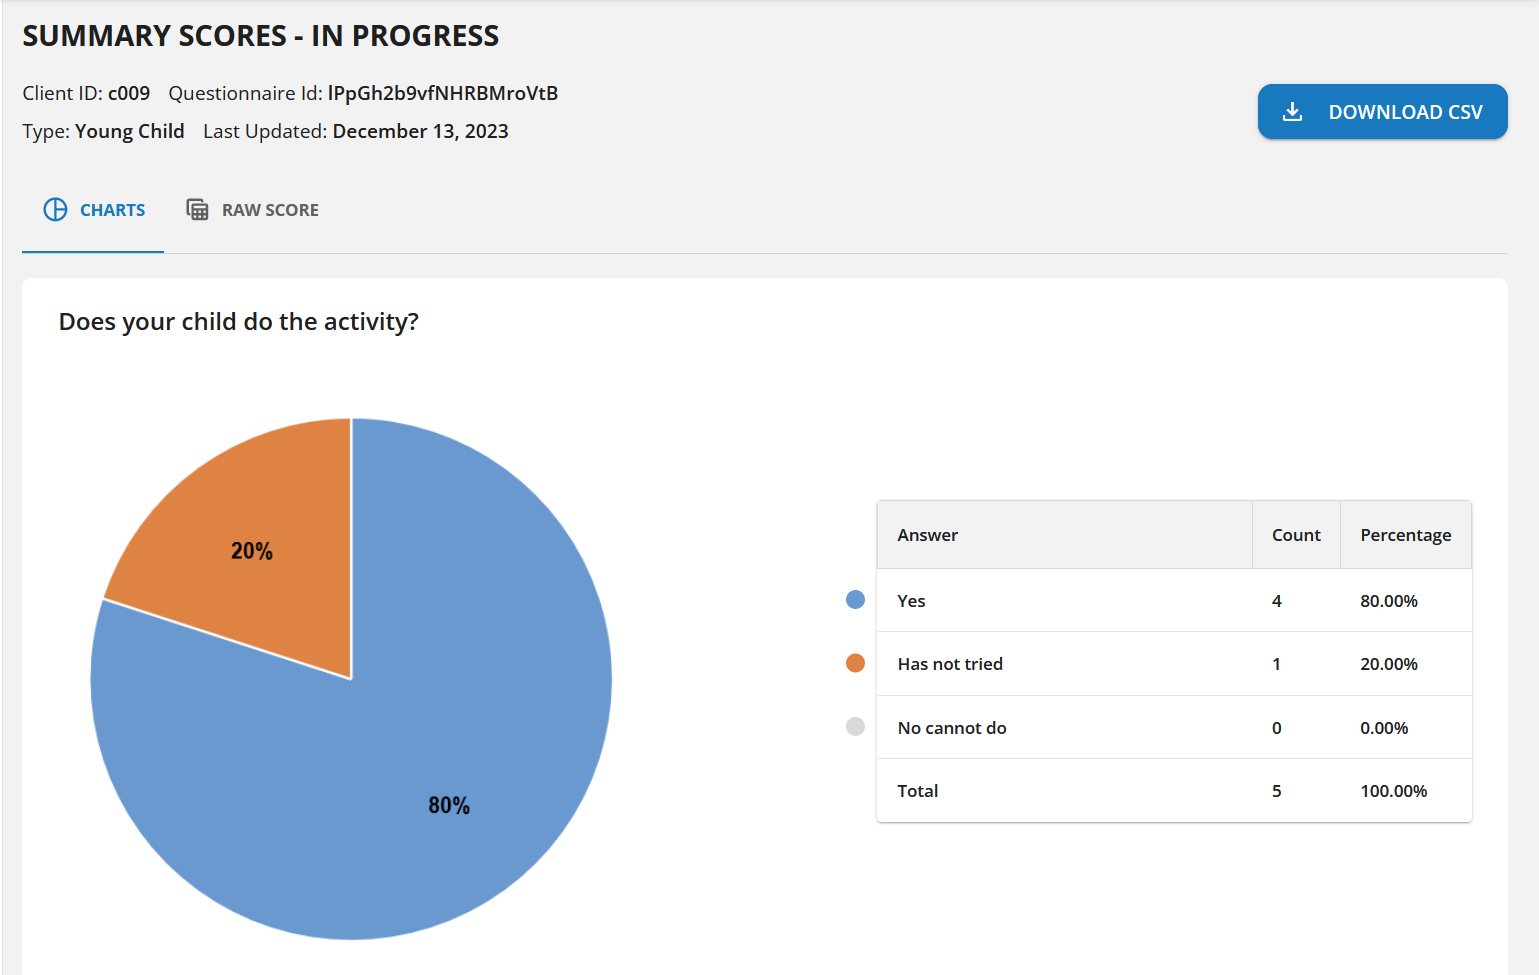 SUMMARY SCORES - IN PROGRESS
Client ID: c009 Questionnaire Id: lPpGh2b9vfNHRBMroVtB
Type: Young Child Last Updated: December 13, 2023
DOWNLOAD CSV
CHARTS RAW SCORE
Does your child do the activity?
20%
80%
Answer Count Percentage
Yes 4 80.00%
Has not tried 1 20.00%
No cannot do 0 0.00%
Total 5 100.00%